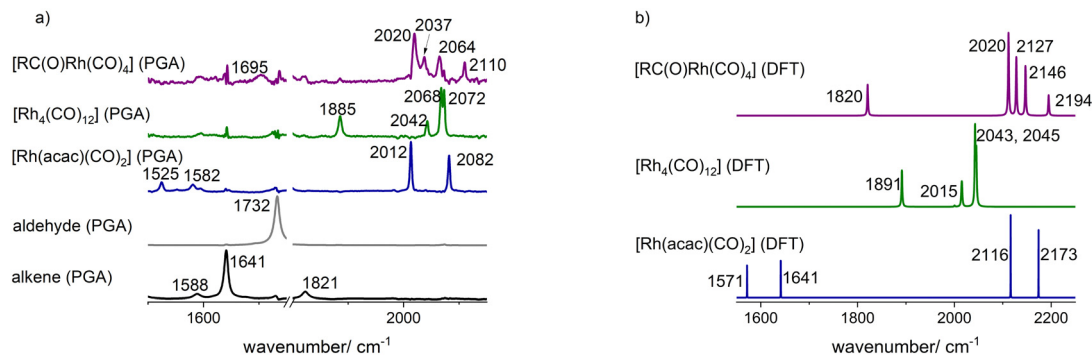 a)
[RC(O)Rh(CO)4] (PGA)
1695
2020
2037
2064
2110
[Rh4(CO)12] (PGA)
1885
2042
2068
2072
[Rh(acac)(CO)2] (PGA)
1525
1582
2012
2082
aldehyde (PGA)
1732
alkene (PGA)
1588
1641
1821
1600
2000
wavenumber/ cm-1
b)
[RC(O)Rh(CO)4] (DFT)
1820
2020
2127
2146
2194
[Rh4(CO)12] (DFT)
1891
2015
2043, 2045
[Rh(acac)(CO)2] (DFT)
1571
1641
2116
2173
1600
1800
2000
2200
wavenumber/ cm-1